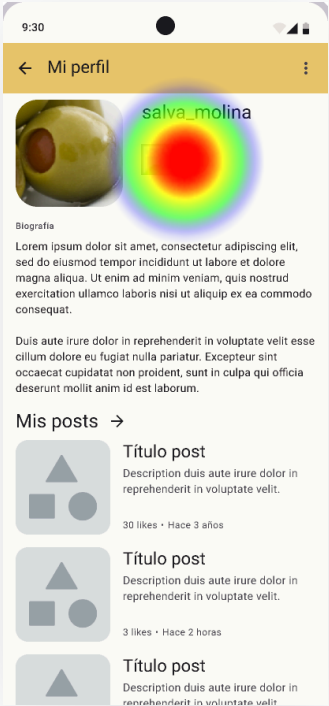 9:30
Mi perfil
salva_molina
Biografía
Lorem ipsum dolor sit amet, consectetur adipiscing elit,
sed do eiusmod tempor incididunt ut labore et dolore
magna aliqua. Ut enim ad minim veniam, quis nostrud
exercitation ullamco laboris nisi ut aliquip ex ea commodo
consequat.
Duis aute irure dolor in reprehenderit in voluptate velit esse
cillum dolore eu fugiat nulla pariatur. Excepteur sint
occaecat cupidatat non proident, sunt in culpa qui officia
deserunt mollit anim id est laborum.
Mis posts
Título post
Description duis aute irure dolor in
reprehenderit in voluptate velit.
30 likes • Hace 3 años
Título post
Description duis aute irure dolor in
reprehenderit in voluptate velit.
3 likes • Hace 2 horas
Título post
Description duis aute irure dolor in
reprehenderit in voluptate velit.